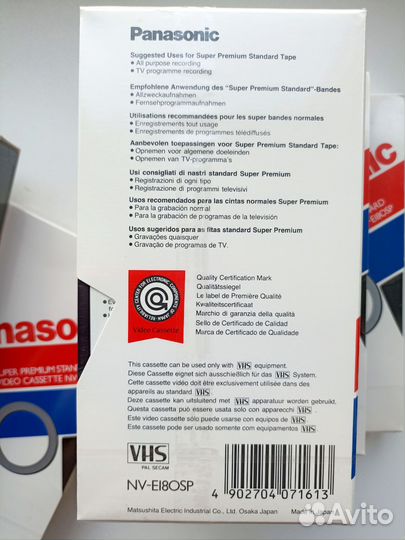 Panasonic
Suggested Uses for Super Premium Standard Tape
• All purpose recording
• TV programme recording
Empfohlene Anwendung des "Super Premium Standard"-Bandes
• Allzweckaufnahmen
• Fernsehprogrammaufnahmen
Utilisations recommandées pour les super bandes normales
• Enregistrements tout usage
• Enregistrements de programmes télédiffusés
Aanbevolen toepassingen voor Super Premium Standard Tape:
• Opnemen voor algemene doeleinden
• Opnemen van TV-programma's
Usi consigliati di nastri standard Super Premium
• Registrazioni di ogni tipo
• Registrazione di programmi televisivi
Usos recomendados para las cintas normales Super Premium
• Para la grabación normal
• Para la grabación de programas de la televisión
Usos sugeridos para as fitas standard Super Premium
• Gravações quaisquer
• Gravação de programas de TV.
Video Cassette
Quality Certification Mark
Qualitätssiegel
Le label de Première Qualité
Kwaliteitscertificaat
Marchio di garanzia della qualità
Sello de Certificado de Calidad
Marca de Certificado de Qualidade
This cassette can be used only with VHS equipment.
Diese Cassette eignet sich ausschließlich für das VHS System.
Cette cassette vidéo doit être exclusivement utilisée dans des
appareils au standard VHS.
Deze cassette kan uitsluitend met VHS apparatuur worden gebruikt.
Questa cassetta può essere usata solo con apparecchi VHS.
Este cassette vídeo sólo puede usarse con equipos de VHS.
Este cassete pode ser usado somente com equipamentos VHS.
VHS
PAL SECAM
NV-E180SP
4 902704 071613
Matsushita Electric Industrial Co., Ltd. Osaka Japan
Made in Japan
nasonic
UPER PREMIUM STAN
VIDEO CASSETTE NV
ic
ARD
-E180SP
Avito